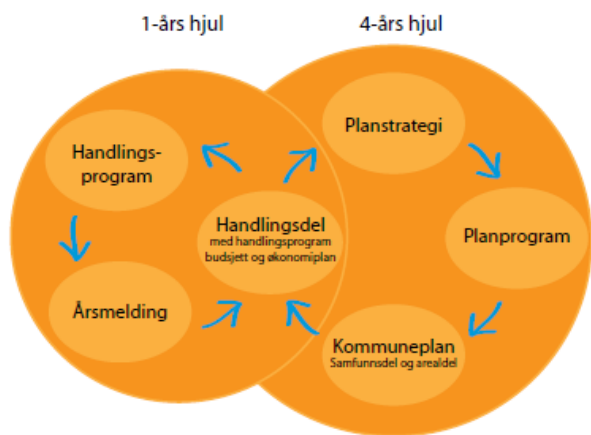 1-års hjul
4-års hjul
Handlings-
program
Årsmelding
Handlingsdel
med handlingsprogram
budsjett og økonomiplan
Planstrategi
Planprogram
Kommuneplan
Samfunnsdel og arealdel